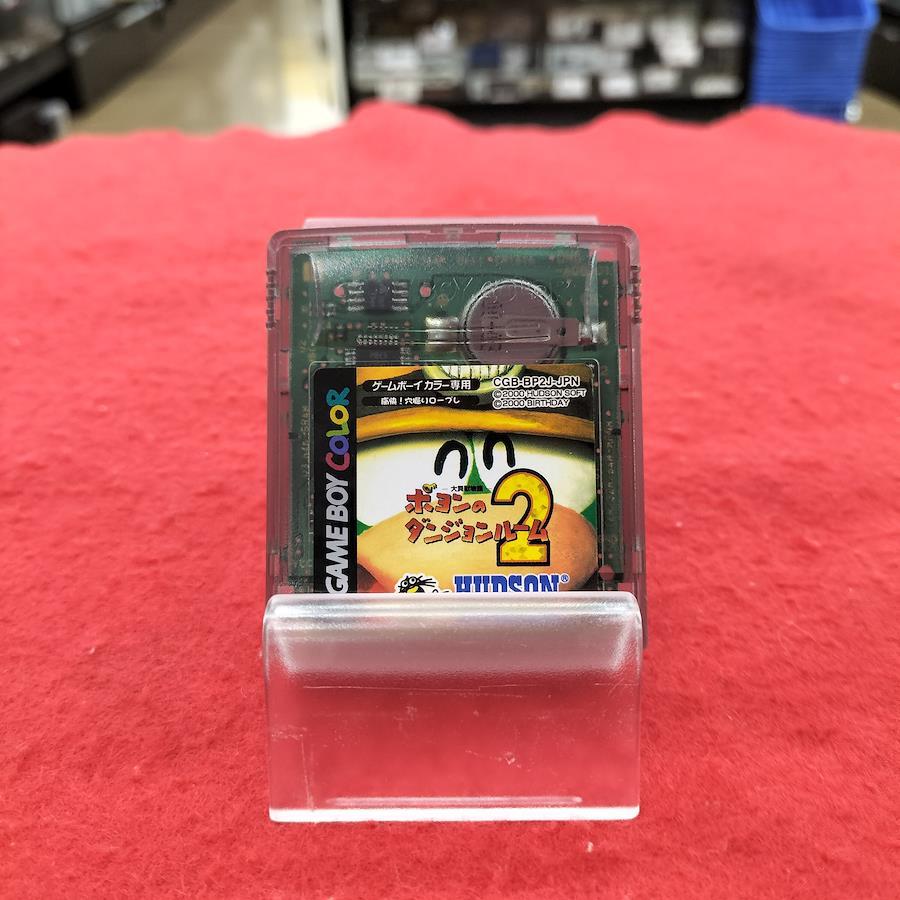 ゲームボーイカラー専用
CGB-BP2J-JPN
©2000 HUDSON SOFT
©2000 BIRTHDAY
GAME BOY COLOR
大貝獣物語
ポヨンの
ダンジョンルーム2
HUDSON®